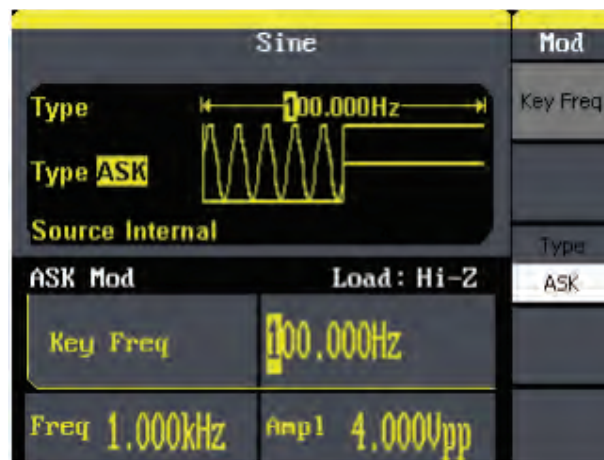 Sine
Mod
Type
100.000Hz
Key Freq
Type ASK
Source Internal
Type
ASK Mod
Load: Hi-Z
ASK
Key Freq
100.000Hz
Freq 1.000kHz
Ampl 4.000Vpp